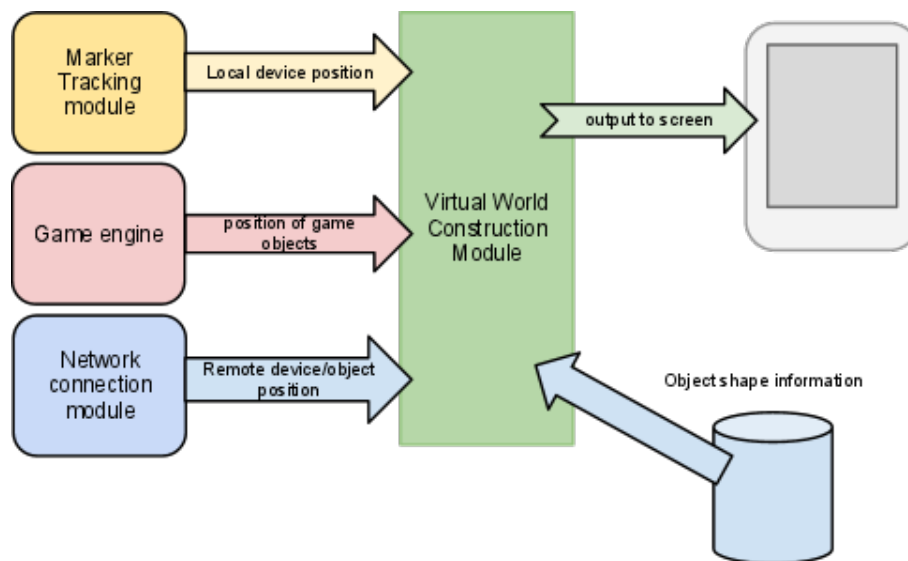 Marker
Tracking
module
Local device position
output to screen
Game engine
position of game
objects
Virtual World
Construction
Module
Network
connection
module
Remote device/object
position
Object shape information